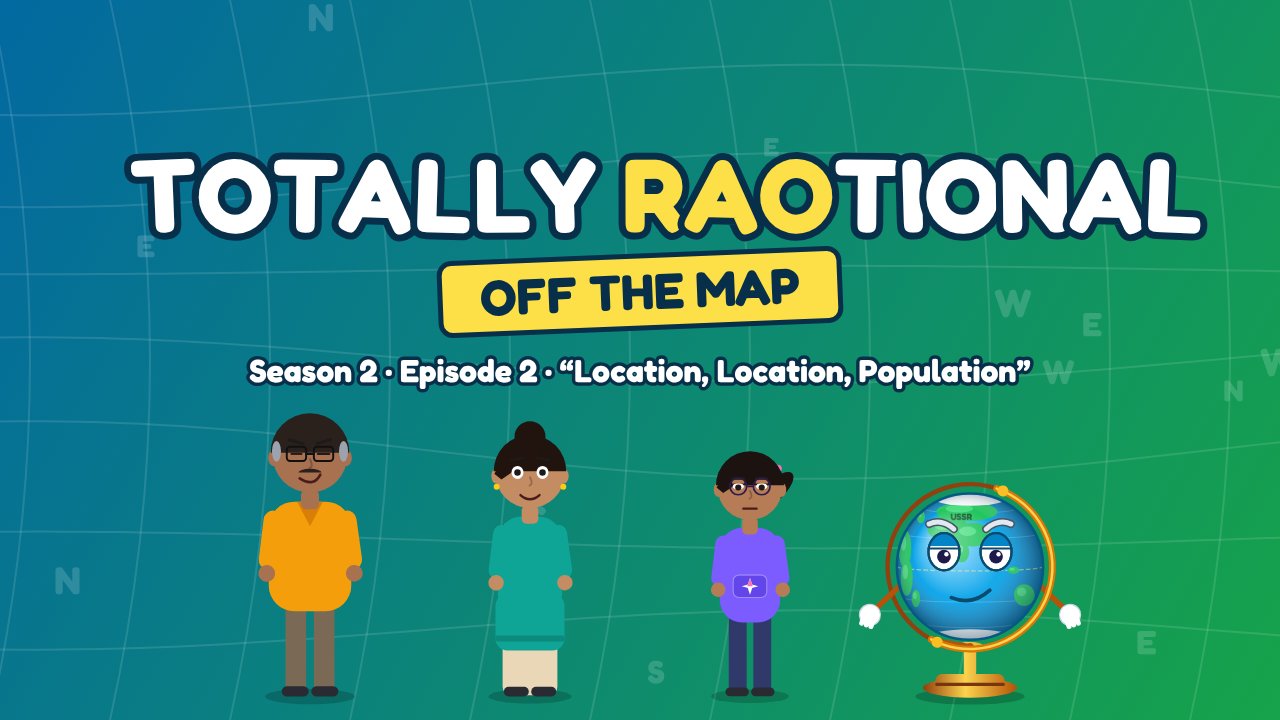 N
E
TOTALLY RAOTIONAL
E
OFF THE MAP
W
E
Season 2 · Episode 2 · “Location, Location, Population”
W
W
N
USSR
N
E
S